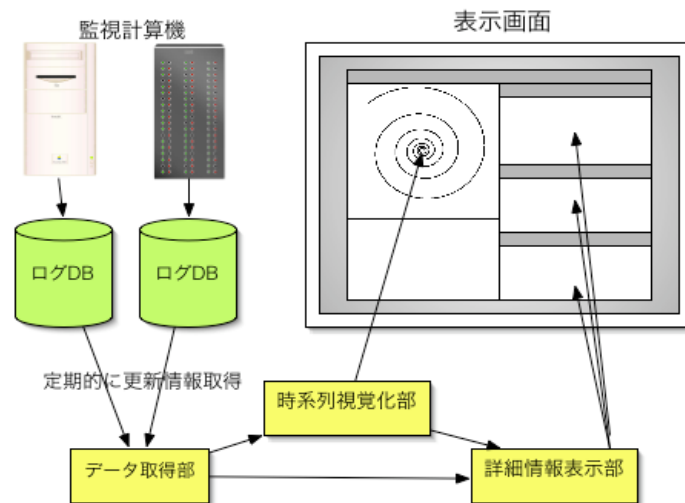 監視計算機
表示画面
ログDB
ログDB
定期的に更新情報取得
時系列視覚化部
データ取得部
詳細情報表示部